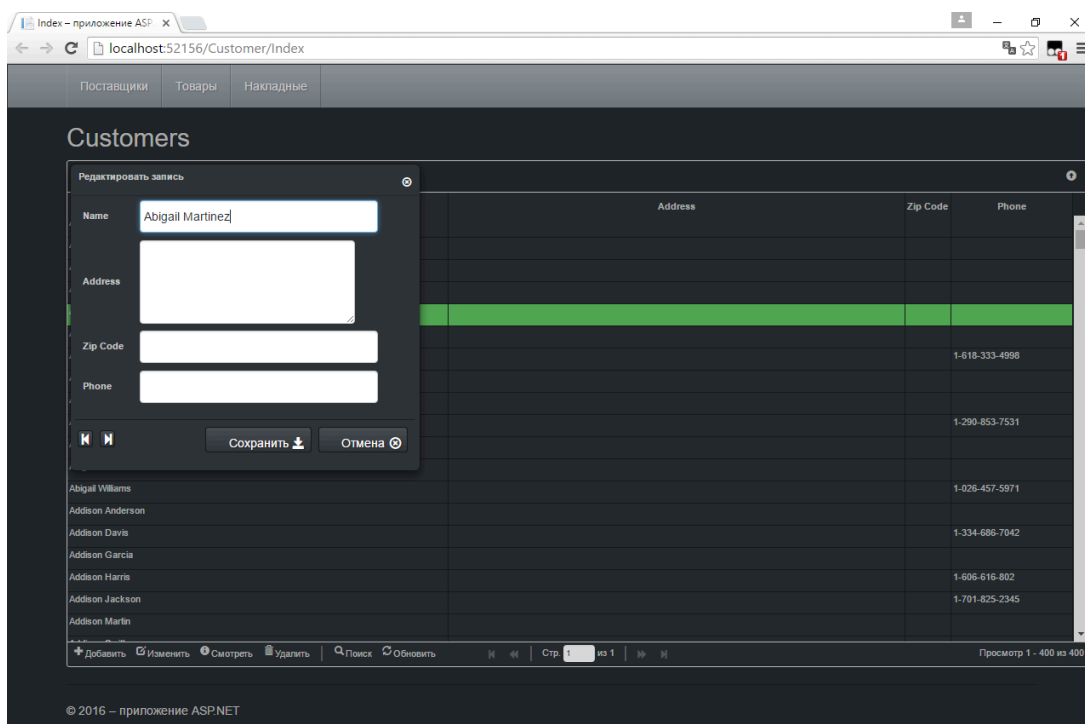 Index – приложение ASP
localhost:52156/Customer/Index
Поставщики Товары Накладные
Customers
Редактировать запись
Address Zip Code Phone
Name Abigail Martinez
Address
Zip Code
1-618-333-4998
Phone
1-290-853-7531
Сохранить Отмена
Abigail Williams 1-026-457-5971
Addison Anderson
Addison Davis 1-334-686-7042
Addison Garcia
Addison Harris 1-606-616-802
Addison Jackson 1-701-825-2345
Addison Martin
Добавить Изменить Смотреть Удалить Поиск Обновить Стр. 1 из 1 Просмотр 1 - 400 из 400
© 2016 – приложение ASP.NET